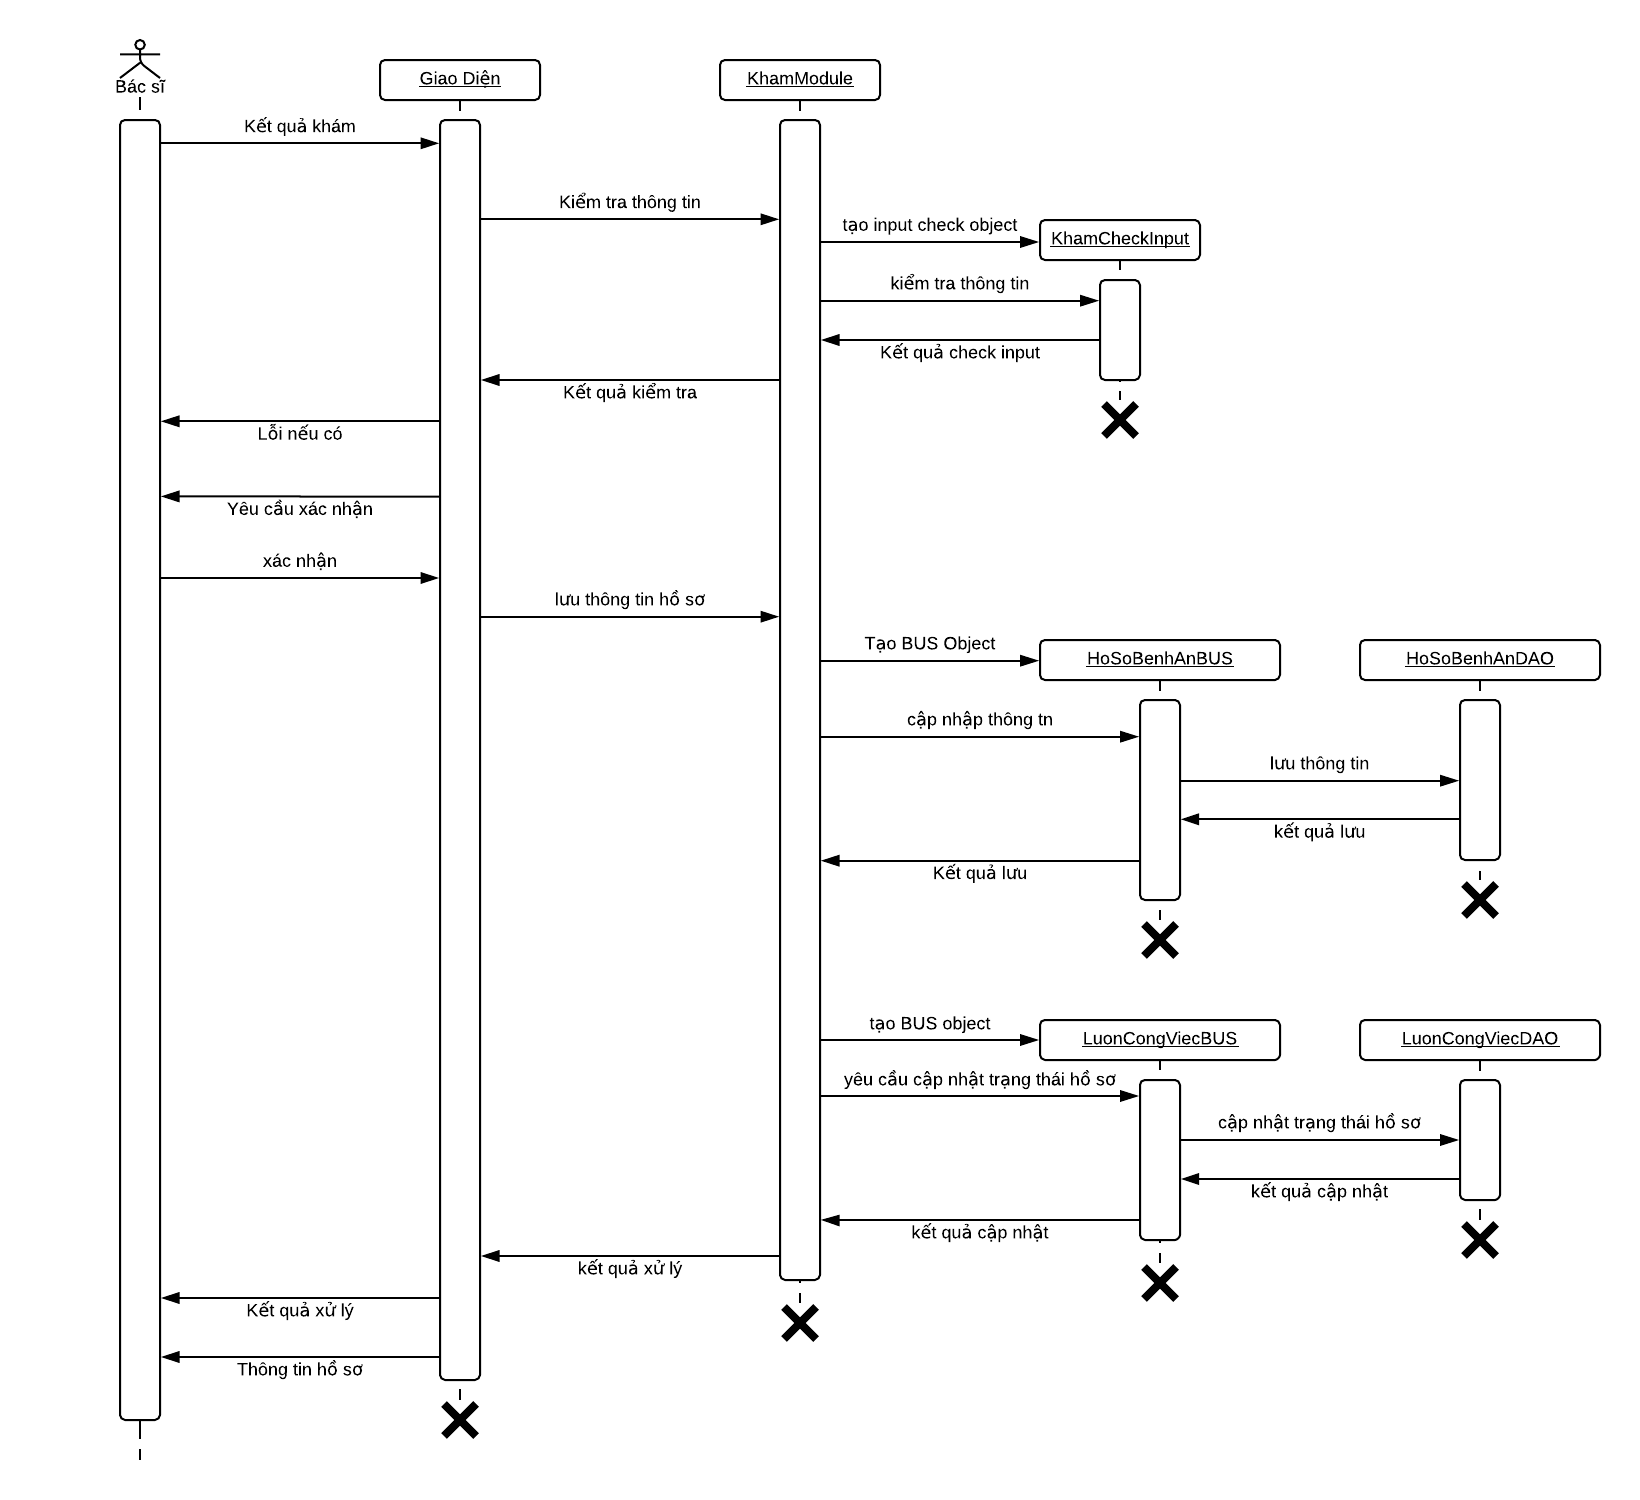 Bác sĩ
Giao Diện
KhamModule
Kết quả khám
Kiểm tra thông tin
tạo input check object
KhamCheckInput
kiểm tra thông tin
Kết quả check input
Kết quả kiểm tra
Lỗi nếu có
Yêu cầu xác nhận
xác nhận
lưu thông tin hồ sơ
Tạo BUS Object
HoSoBenhAnBUS
HoSoBenhAnDAO
cập nhập thông tn
lưu thông tin
kết quả lưu
Kết quả lưu
tạo BUS object
LuonCongViecBUS
LuonCongViecDAO
yêu cầu cập nhật trạng thái hồ sơ
cập nhật trạng thái hồ sơ
kết quả cập nhật
kết quả cập nhật
kết quả xử lý
Kết quả xử lý
Thông tin hồ sơ